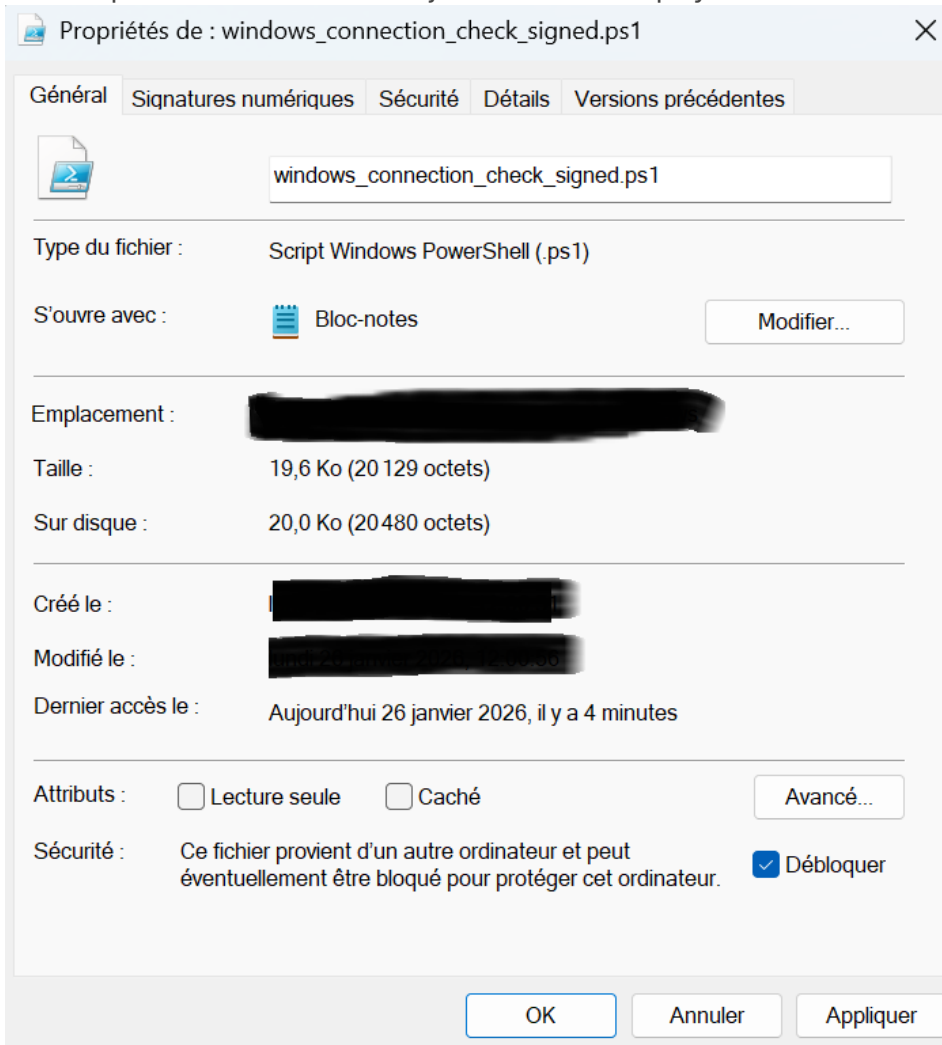 Propriétés de : windows_connection_check_signed.ps1
Général Signatures numériques Sécurité Détails Versions précédentes
windows_connection_check_signed.ps1
Type du fichier : Script Windows PowerShell (.ps1)
S'ouvre avec : Bloc-notes Modifier...
Emplacement :
Taille : 19,6 Ko (20 129 octets)
Sur disque : 20,0 Ko (20 480 octets)
Créé le :
Modifié le :
Dernier accès le : Aujourd'hui 26 janvier 2026, il y a 4 minutes
Attributs : Lecture seule Caché Avancé...
Sécurité : Ce fichier provient d'un autre ordinateur et peut
éventuellement être bloqué pour protéger cet ordinateur. Débloquer
OK Annuler Appliquer